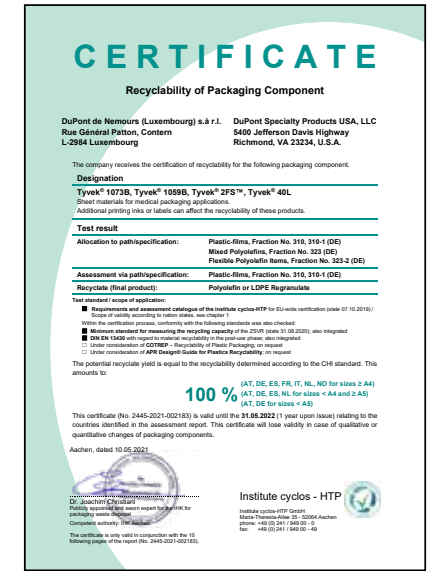 CERTIFICATE
Recyclability of Packaging Component
DuPont de Nemours (Luxembourg) s.à r.l.
Rue Général Patton, Contern
L-2984 Luxembourg
DuPont Specialty Products USA, LLC
5400 Jefferson Davis Highway
Richmond, VA 23234, U.S.A.
The company receives the certification of recyclability for the following packaging component.
Designation
Tyvek® 1073B, Tyvek® 1059B, Tyvek® 2FS™, Tyvek® 40L
Sheet materials for medical packaging applications.
Additional printing inks or labels can affect the recyclability of these products.
Test result
Allocation to path/specification: Plastic-films, Fraction No. 310, 310-1 (DE)
Mixed Polyolefins, Fraction No. 323 (DE)
Flexible Polyolefin Items, Fraction No. 323-2 (DE)
Assessment via path/specification: Plastic-films, Fraction No. 310, 310-1 (DE)
Recyclate (final product): Polyolefin or LDPE Regranulate
Test standard / scope of application:
■ Requirements and assessment catalogue of the institute cyclos-HTP for EU-wide certification (state 07.10.2019) /
Scope of validity according to nation states, see chapter 1
Within the certification process, conformity with the following standards was also checked:
■ Minimum standard for measuring the recycling capacity of the ZSVR (state 31.08.2020); also integrated
■ DIN EN 13430 with regard to material recyclability in the post-use phase; also integrated
☐ Under consideration of COTREP – Recyclability of Plastic Packaging; on request
☐ Under consideration of APR Design® Guide for Plastics Recyclability; on request
The potential recyclate yield is equal to the recyclability determined according to the CHI standard. This
amounts to:
100 %
(AT, DE, ES, FR, IT, NL, NO for sizes ≥ A4)
(AT, DE, ES, NL for sizes < A4 and ≥ A5)
(AT, DE for sizes < A5)
This certificate (No. 2445-2021-002183) is valid until the 31.05.2022 (1 year upon issue) relating to the
countries identified in the assessment report. This certificate will lose validity in case of qualitative or
quantitative changes of packaging components.
Aachen, dated 10.05.2021
Dr. Joachim Christiani
Publicly appointed and sworn expert for the IHK for
packaging waste disposal
Competent authority: IHK Aachen
The certificate is only valid in conjunction with the 10
following pages of the report (No. 2445-2021-002183).
Institute cyclos - HTP
Institute cyclos-HTP GmbH
Maria-Theresia-Allee 35 - 52064 Aachen
phone: +49 (0) 241 / 949 00 - 0
fax: +49 (0) 241 / 949 00 - 49